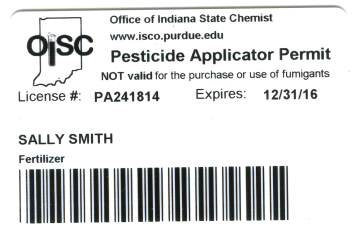 Office of Indiana State Chemist
www.isco.purdue.edu
OISC
Pesticide Applicator Permit
NOT valid for the purchase or use of fumigants
License #: PA241814 Expires: 12/31/16
SALLY SMITH
Fertilizer